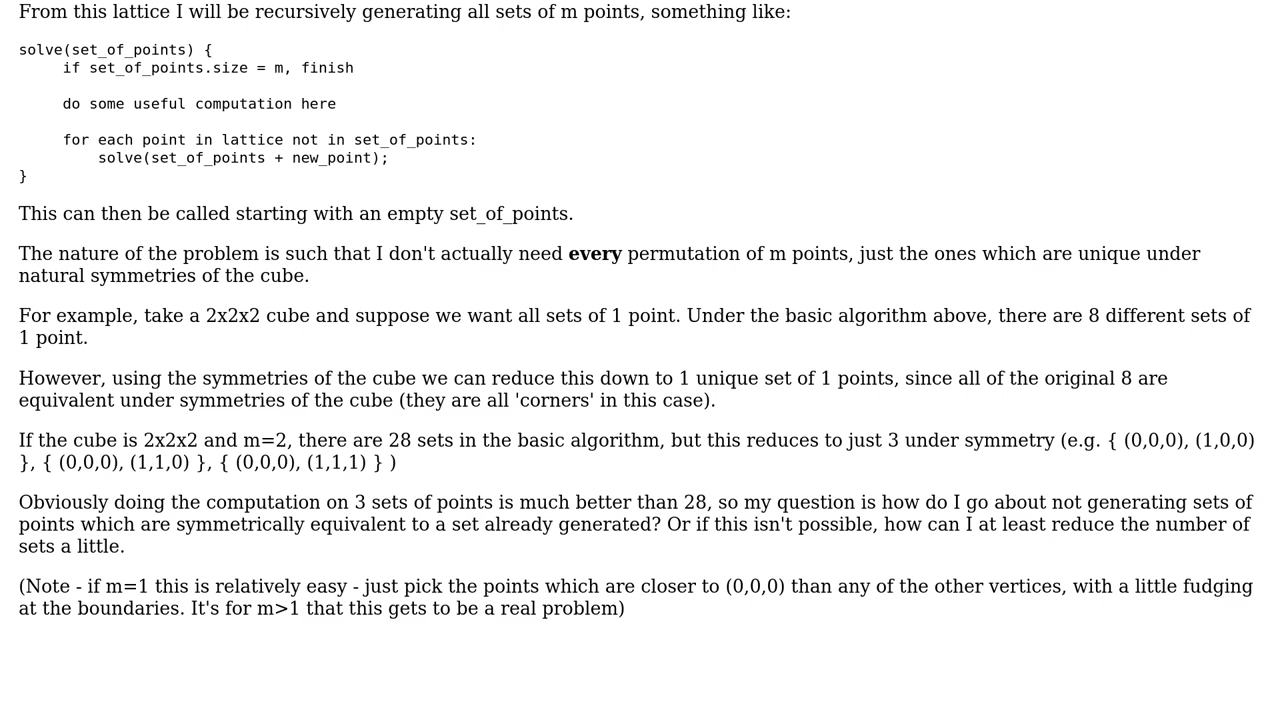 From this lattice I will be recursively generating all sets of m points, something like:
solve(set_of_points) {
     if set_of_points.size = m, finish
     do some useful computation here
     for each point in lattice not in set_of_points:
         solve(set_of_points + new_point);
}
This can then be called starting with an empty set_of_points.
The nature of the problem is such that I don't actually need every permutation of m points, just the ones which are unique under
natural symmetries of the cube.
For example, take a 2x2x2 cube and suppose we want all sets of 1 point. Under the basic algorithm above, there are 8 different sets of
1 point.
However, using the symmetries of the cube we can reduce this down to 1 unique set of 1 points, since all of the original 8 are
equivalent under symmetries of the cube (they are all 'corners' in this case).
If the cube is 2x2x2 and m=2, there are 28 sets in the basic algorithm, but this reduces to just 3 under symmetry (e.g. { (0,0,0), (1,0,0)
}, { (0,0,0), (1,1,0) }, { (0,0,0), (1,1,1) } )
Obviously doing the computation on 3 sets of points is much better than 28, so my question is how do I go about not generating sets of
points which are symmetrically equivalent to a set already generated? Or if this isn't possible, how can I at least reduce the number of
sets a little.
(Note - if m=1 this is relatively easy - just pick the points which are closer to (0,0,0) than any of the other vertices, with a little fudging
at the boundaries. It's for m>1 that this gets to be a real problem)